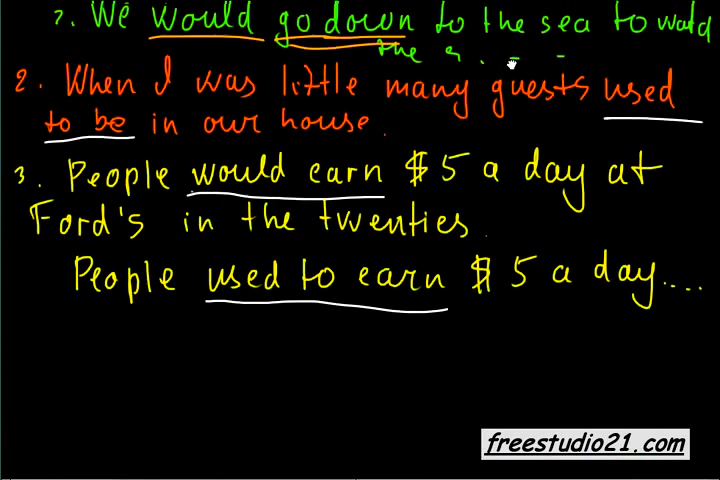 ?. We would go down to the sea to watch
the s. . - -
2. When I was little many guests used
to be in our house.
3. People would earn $5 a day at
Ford's in the twenties.
People used to earn $5 a day....
freestudio21.com